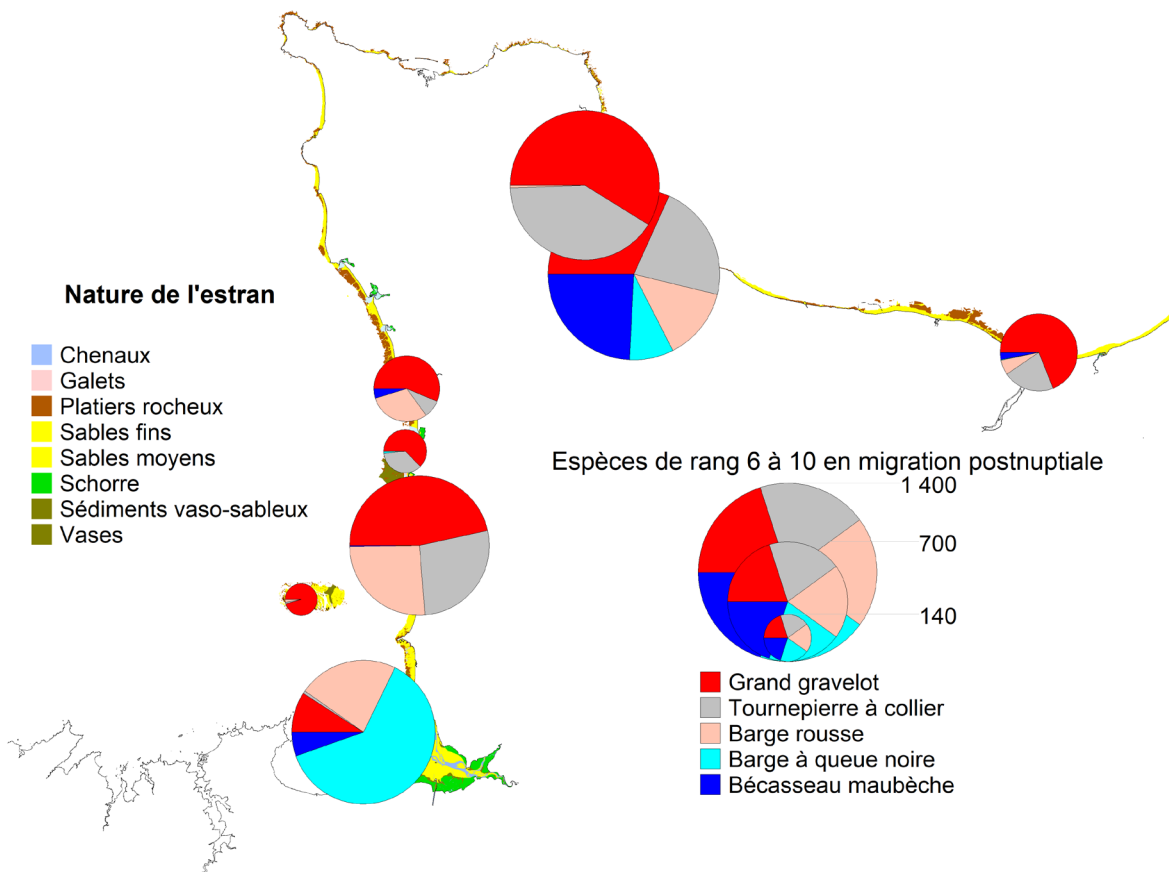 Nature de l'estran
Chenaux
Galets
Platiers rocheux
Sables fins
Sables moyens
Schorre
Sédiments vaso-sableux
Vases
Espèces de rang 6 à 10 en migration postnuptiale
1 400
700
140
Grand gravelot
Tournepierre à collier
Barge rousse
Barge à queue noire
Bécasseau maubèche